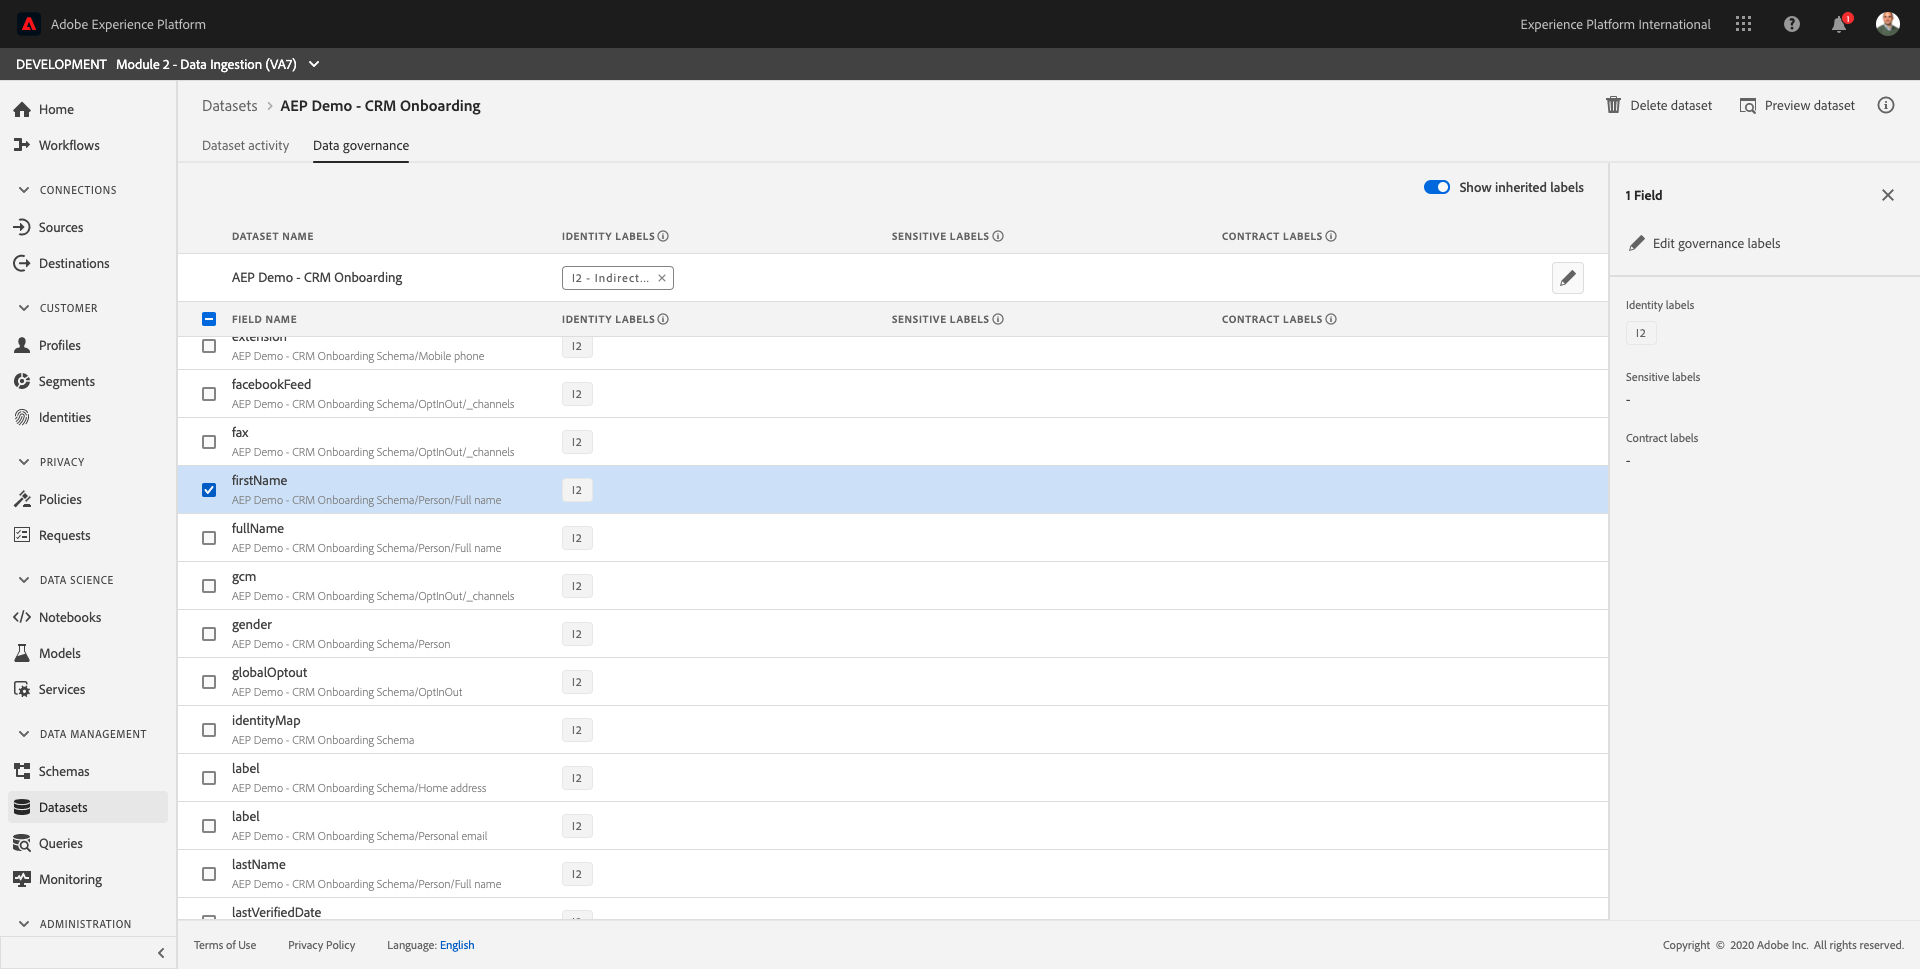 Adobe Experience Platform
Experience Platform International
1
DEVELOPMENT Module 2 - Data Ingestion (VA7)
Home
Workflows
CONNECTIONS
Sources
Destinations
CUSTOMER
Profiles
Segments
Identities
PRIVACY
Policies
Requests
DATA SCIENCE
Notebooks
Models
Services
DATA MANAGEMENT
Schemas
Datasets
Queries
Monitoring
ADMINISTRATION
Datasets > AEP Demo - CRM Onboarding
Delete dataset
Preview dataset
Dataset activity
Data governance
Show inherited labels
DATASET NAME IDENTITY LABELS SENSITIVE LABELS CONTRACT LABELS
AEP Demo - CRM Onboarding I2 - Indirect...
FIELD NAME IDENTITY LABELS SENSITIVE LABELS CONTRACT LABELS
extension
AEP Demo - CRM Onboarding Schema/Mobile phone
I2
facebookFeed
AEP Demo - CRM Onboarding Schema/OptInOut/_channels
I2
fax
AEP Demo - CRM Onboarding Schema/OptInOut/_channels
I2
firstName
AEP Demo - CRM Onboarding Schema/Person/Full name
I2
fullName
AEP Demo - CRM Onboarding Schema/Person/Full name
I2
gcm
AEP Demo - CRM Onboarding Schema/OptInOut/_channels
I2
gender
AEP Demo - CRM Onboarding Schema/Person
I2
globalOptout
AEP Demo - CRM Onboarding Schema/OptInOut
I2
identityMap
AEP Demo - CRM Onboarding Schema
I2
label
AEP Demo - CRM Onboarding Schema/Home address
I2
label
AEP Demo - CRM Onboarding Schema/Personal email
I2
lastName
AEP Demo - CRM Onboarding Schema/Person/Full name
I2
lastVerifiedDate
1 Field
Edit governance labels
Identity labels
I2
Sensitive labels
-
Contract labels
-
Terms of Use Privacy Policy Language: English
Copyright © 2020 Adobe Inc. All rights reserved.